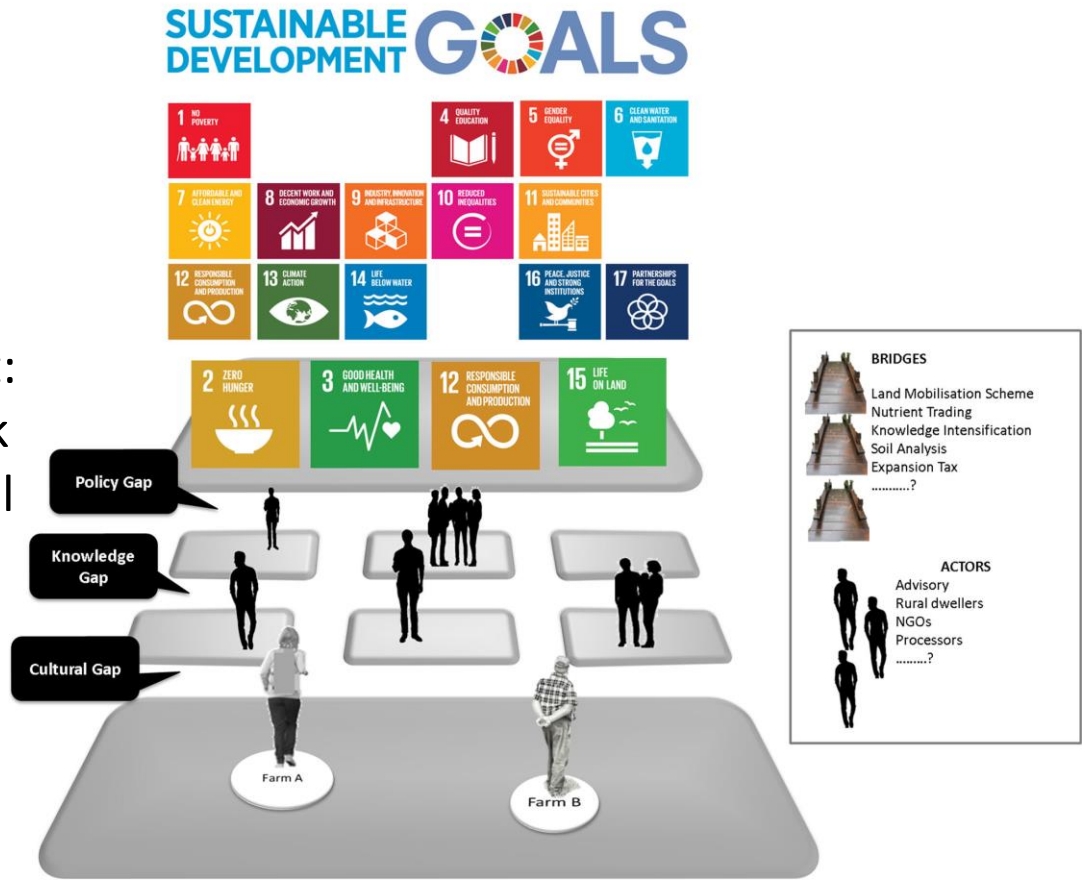 SUSTAINABLE
DEVELOPMENT
GOALS
1 NO
POVERTY
4 QUALITY
EDUCATION
5 GENDER
EQUALITY
6 CLEAN WATER
AND SANITATION
7 AFFORDABLE AND
CLEAN ENERGY
8 DECENT WORK AND
ECONOMIC GROWTH
9 INDUSTRY, INNOVATION
AND INFRASTRUCTURE
10 REDUCED
INEQUALITIES
11 SUSTAINABLE CITIES
AND COMMUNITIES
12 RESPONSIBLE
CONSUMPTION
AND PRODUCTION
13 CLIMATE
ACTION
14 LIFE
BELOW WATER
16 PEACE, JUSTICE
AND STRONG
INSTITUTIONS
17 PARTNERSHIPS
FOR THE GOALS
2 ZERO
HUNGER
3 GOOD HEALTH
AND WELL-BEING
12 RESPONSIBLE
CONSUMPTION
AND PRODUCTION
15 LIFE
ON LAND
Policy Gap
Knowledge
Gap
Cultural Gap
Farm A
Farm B
BRIDGES
Land Mobilisation Scheme
Nutrient Trading
Knowledge Intensification
Soil Analysis
Expansion Tax
...........?
ACTORS
Advisory
Rural dwellers
NGOs
Processors
.........?